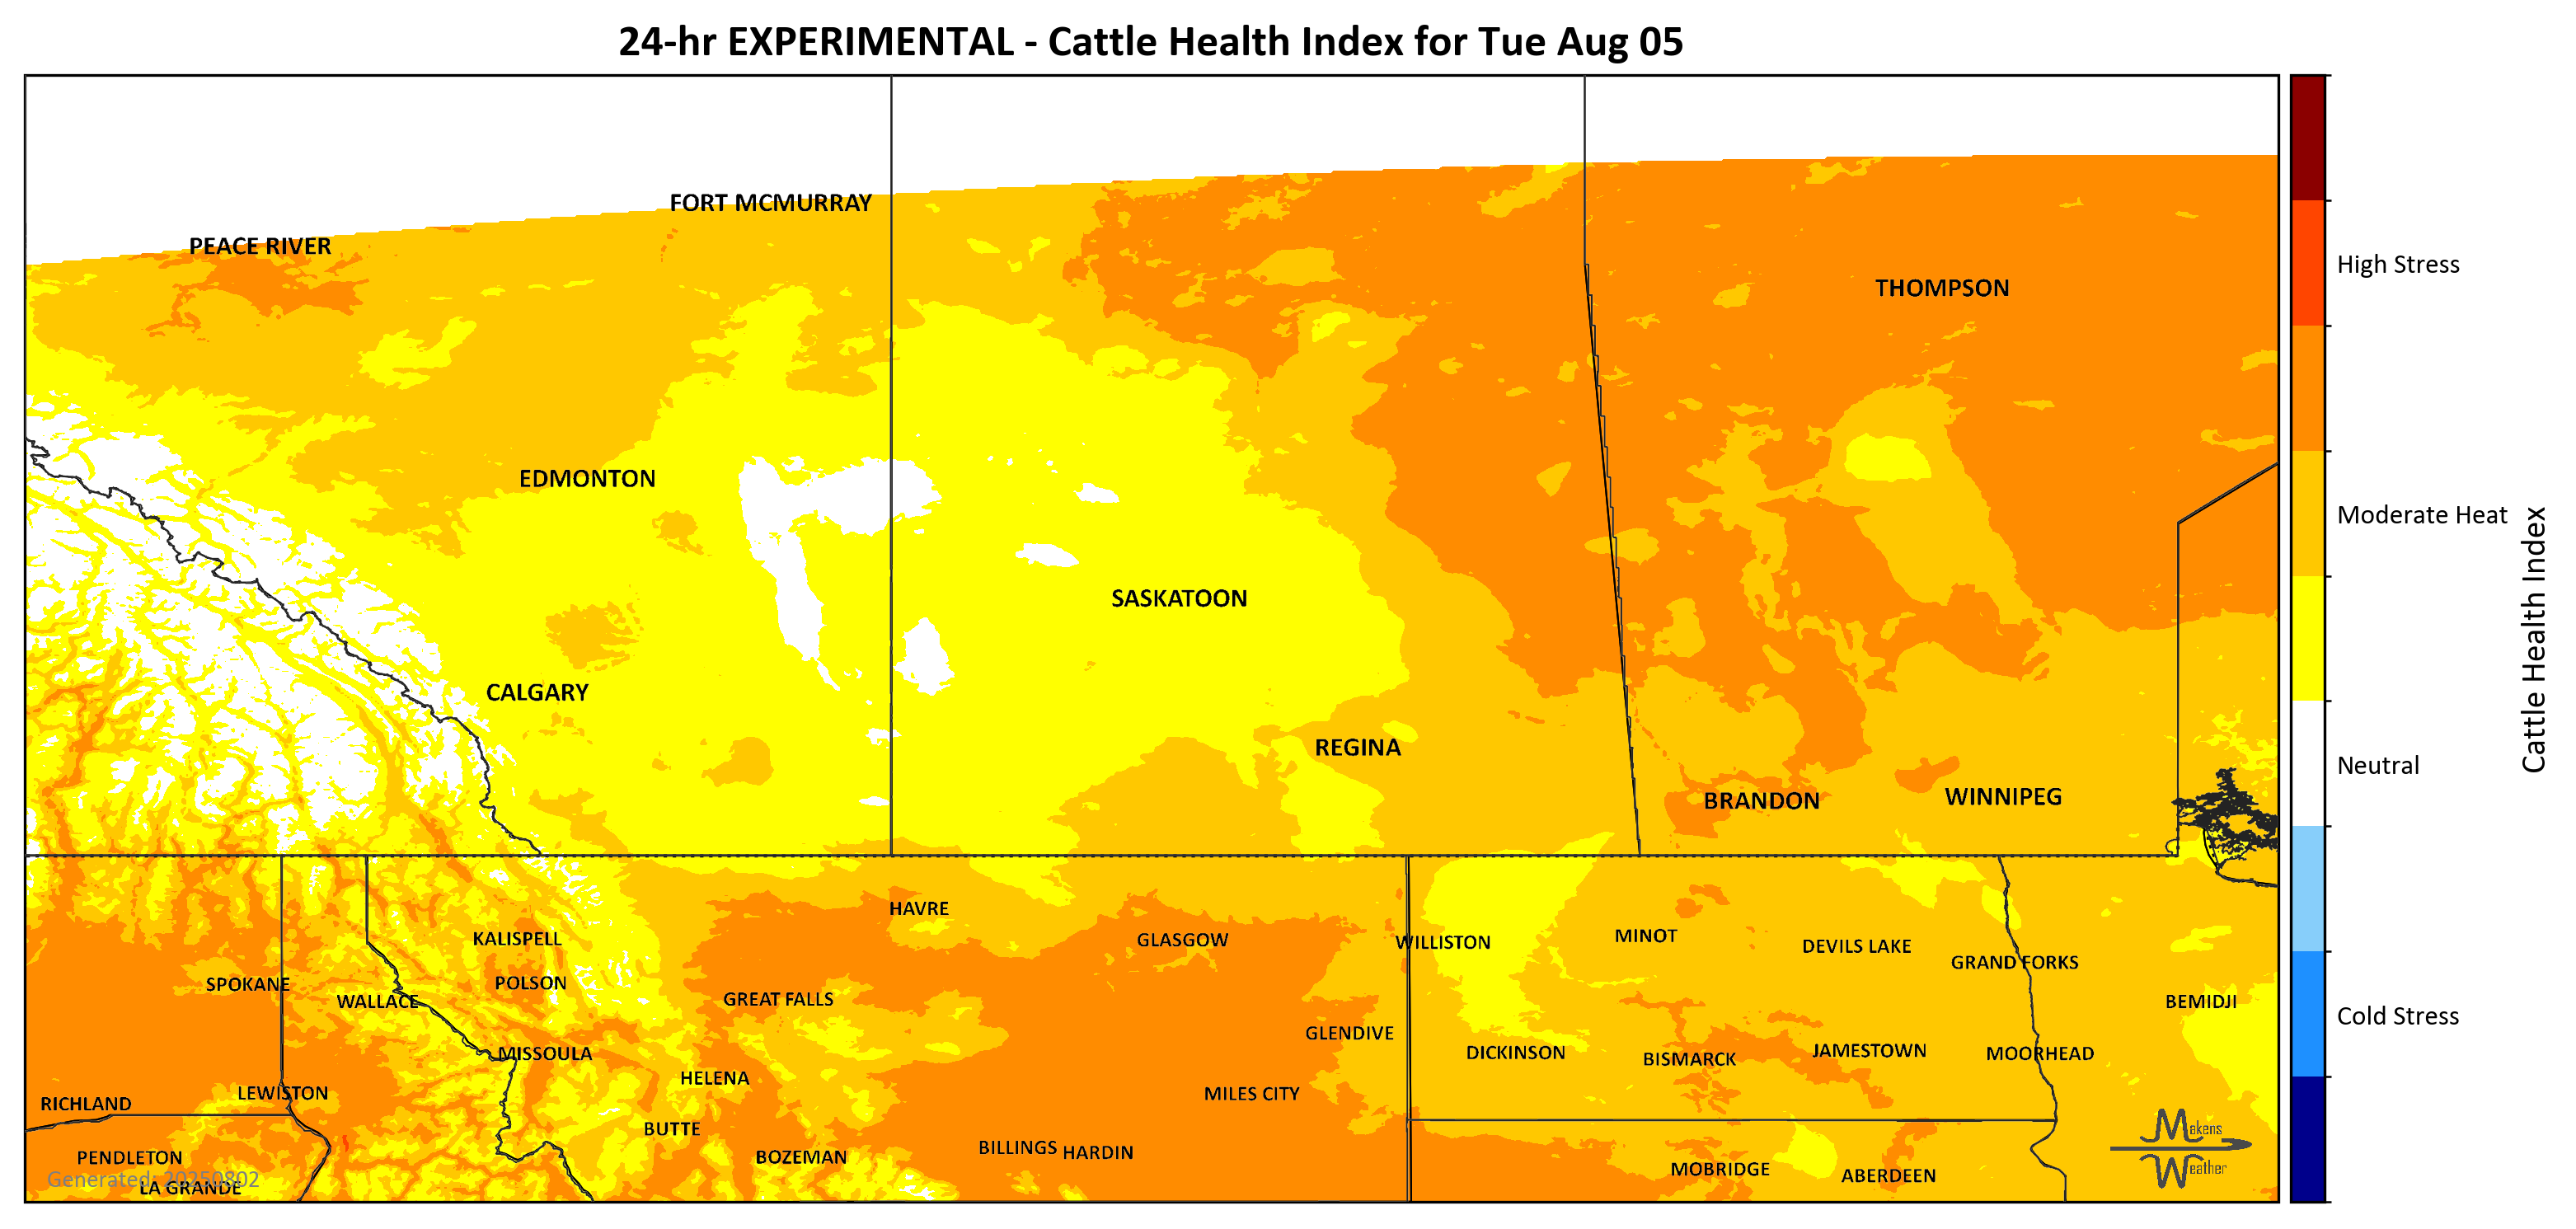 24-hr EXPERIMENTAL - Cattle Health Index for Tue Aug 05
FORT MCMURRAY
PEACE RIVER
THOMPSON
EDMONTON
SASKATOON
CALGARY
REGINA
BRANDON
WINNIPEG
HAVRE
KALISPELL
GLASGOW
WILLISTON
MINOT
DEVILS LAKE
GRAND FORKS
SPOKANE
POLSON
WALLACE
GREAT FALLS
BEMIDJI
GLENDIVE
MISSOULA
DICKINSON
BISMARCK
JAMESTOWN
MOORHEAD
HELENA
LEWISTON
MILES CITY
RICHLAND
BUTTE
BILLINGS
HARDIN
PENDLETON
BOZEMAN
MOBRIDGE
ABERDEEN
Generated: 20250802
LA GRANDE
Makens
Weather
High Stress
Moderate Heat
Neutral
Cold Stress
Cattle Health Index